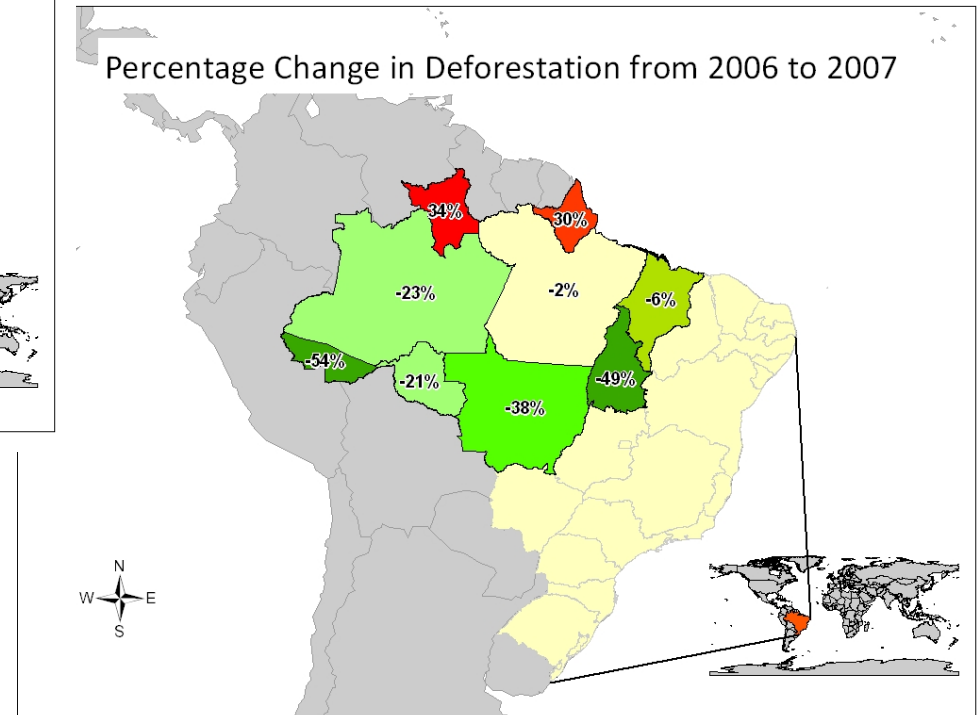 Percentage Change in Deforestation from 2006 to 2007
34%
30%
-23%
-2%
-6%
-54%
-21%
-49%
-38%
N
W E
S